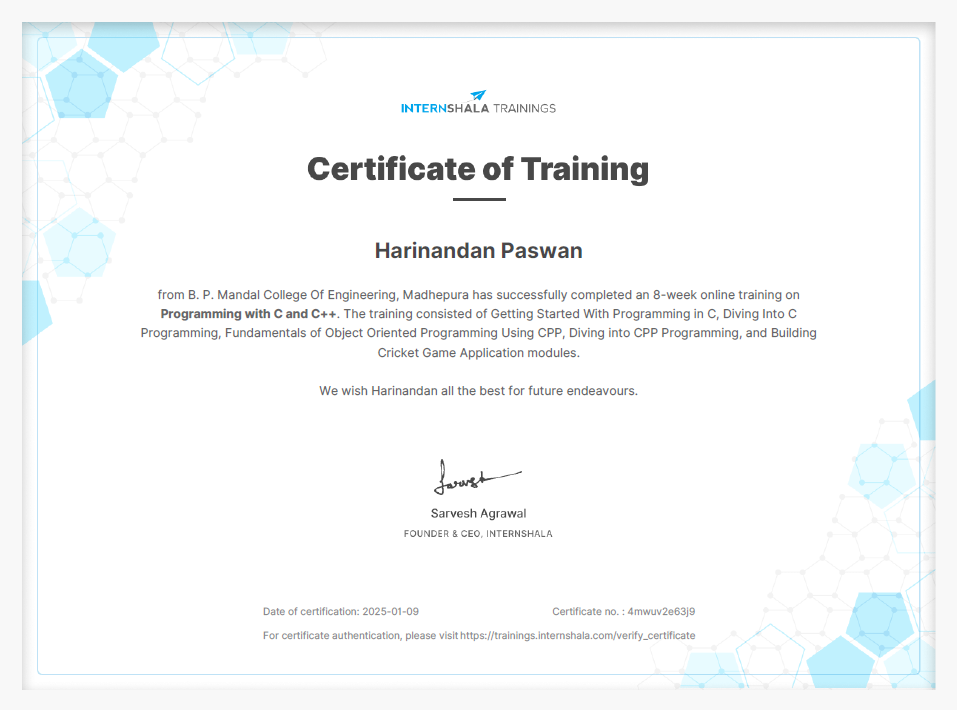 INTERNSHALA TRAININGS
Certificate of Training
Harinandan Paswan
from B. P. Mandal College Of Engineering, Madhepura has successfully completed an 8-week online training on
Programming with C and C++. The training consisted of Getting Started With Programming in C, Diving Into C
Programming, Fundamentals of Object Oriented Programming Using CPP, Diving into CPP Programming, and Building
Cricket Game Application modules.
We wish Harinandan all the best for future endeavours.
Sarvesh
Sarvesh Agrawal
FOUNDER & CEO, INTERNSHALA
Date of certification: 2025-01-09 Certificate no. : 4mwuv2e63j9
For certificate authentication, please visit https://trainings.internshala.com/verify_certificate